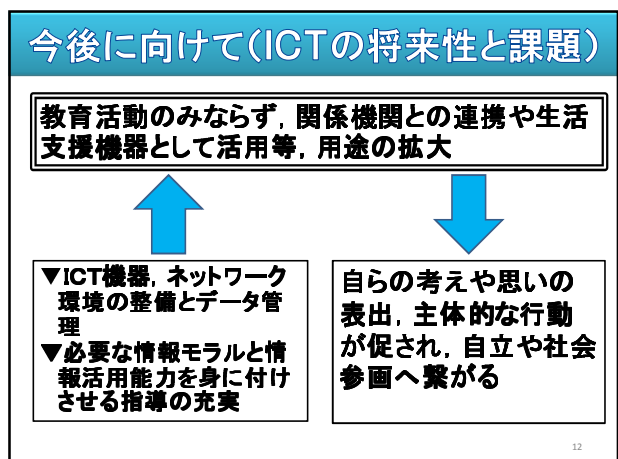 今後に向けて(ICTの将来性と課題)
教育活動のみならず，関係機関との連携や生活
支援機器として活用等，用途の拡大
▼ICT機器，ネットワーク
環境の整備とデータ管
理
▼必要な情報モラルと情
報活用能力を身に付け
させる指導の充実
自らの考えや思いの
表出，主体的な行動
が促され，自立や社会
参画へ繋がる
12